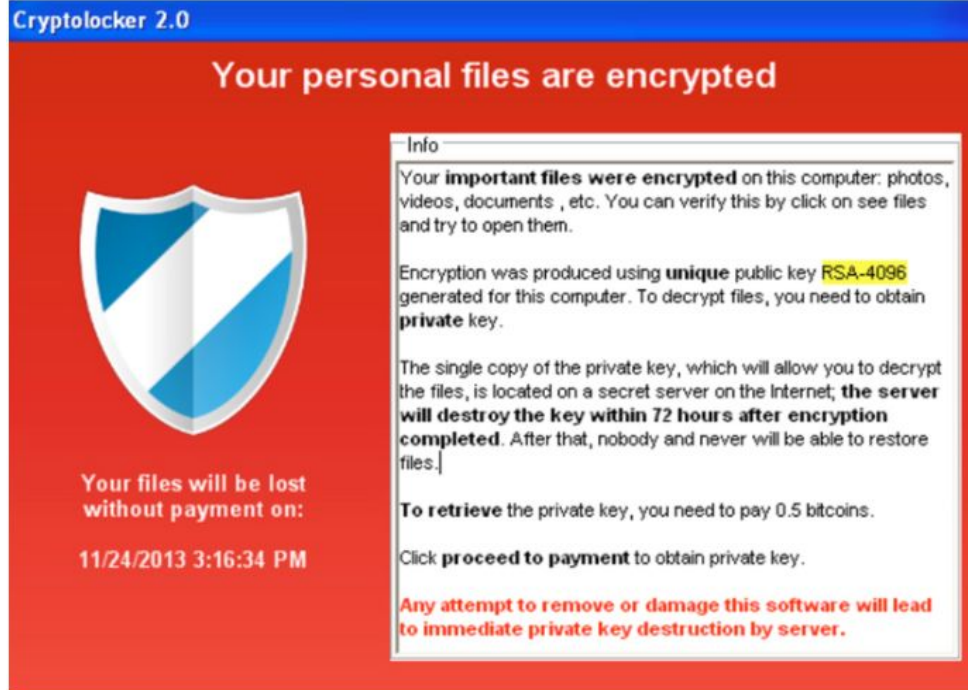 Cryptolocker 2.0
Your personal files are encrypted
Info
Your important files were encrypted on this computer: photos,
videos, documents , etc. You can verify this by click on see files
and try to open them.
Encryption was produced using unique public key RSA-4096
generated for this computer. To decrypt files, you need to obtain
private key.
The single copy of the private key, which will allow you to decrypt
the files, is located on a secret server on the Internet; the server
will destroy the key within 72 hours after encryption
completed. After that, nobody and never will be able to restore
files.
To retrieve the private key, you need to pay 0.5 bitcoins.
Click proceed to payment to obtain private key.
Any attempt to remove or damage this software will lead
to immediate private key destruction by server.
Your files will be lost
without payment on:
11/24/2013 3:16:34 PM